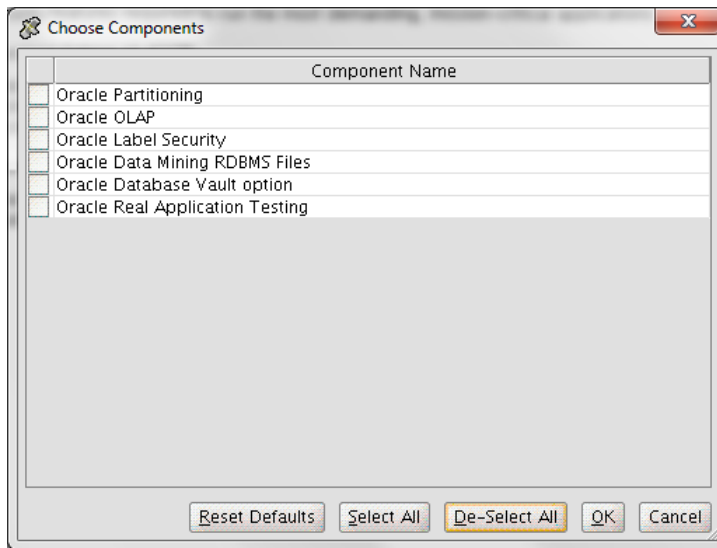 Choose Components
Component Name
Oracle Partitioning
Oracle OLAP
Oracle Label Security
Oracle Data Mining RDBMS Files
Oracle Database Vault option
Oracle Real Application Testing
Reset Defaults Select All De-Select All OK Cancel